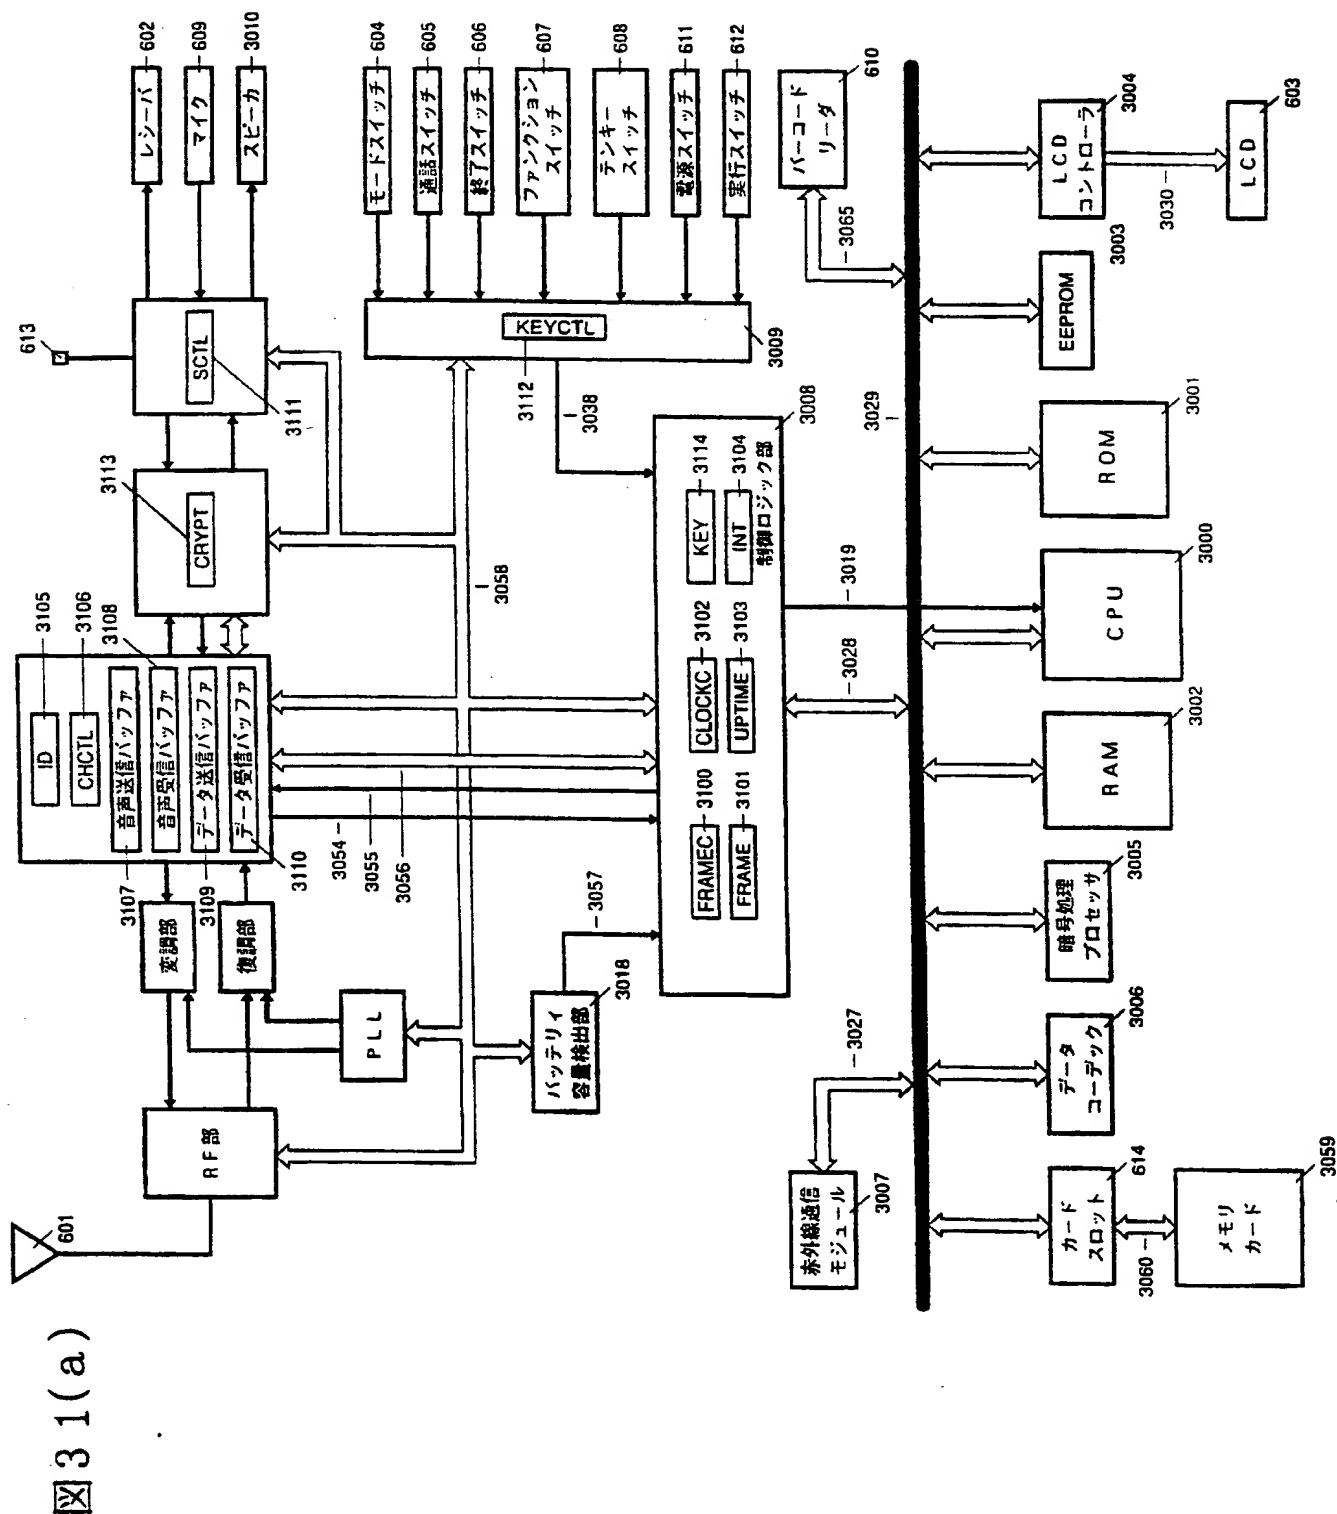 図31(a)
601
RF部
PLL
変調部
復調部
3107
3109
3110
ID
CHCTL
音声送信バッファ
音声受信バッファ
データ送信バッファ
データ受信バッファ
3105
3106
3108
3113
CRYPT
3111
SCTL
613
レシーバ
602
マイク
609
スピーカ
3010
モードスイッチ
604
通話スイッチ
605
終了スイッチ
606
ファンクション
スイッチ
607
テンキー
スイッチ
608
電源スイッチ
611
実行スイッチ
612
KEYCTL
3112
3009
3038
3058
3054
3055
3056
3057
バッテリィ
容量検出部
3018
FRAMEC
3100
FRAME
3101
CLOCKC
3102
UPTIME
3103
KEY
3114
INT
3104
制御ロジック部
3008
3019
3028
3029
バーコード
リーダ
610
3065
赤外線通信
モジュール
3007
3027
カード
スロット
614
3060
メモリ
カード
3059
データ
コーデック
3006
暗号処理
プロセッサ
3005
RAM
3002
CPU
3000
ROM
3001
EEPROM
3003
LCD
コントローラ
3004
3030
LCD
603